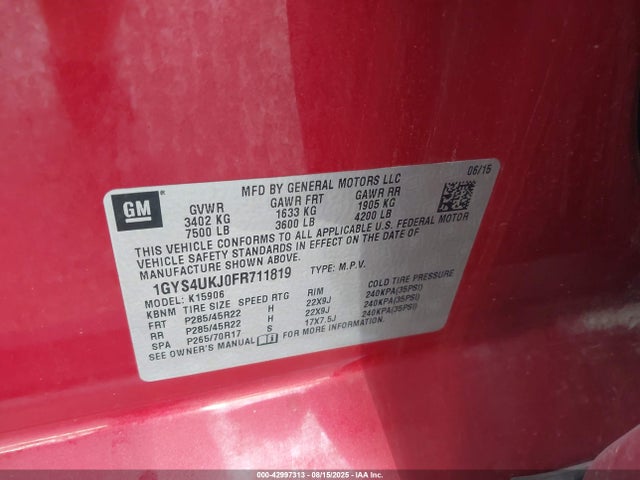 06/15
MFD BY GENERAL MOTORS LLC
GM
GVWR GAWR FRT GAWR RR
3402 KG 1633 KG 1905 KG
7500 LB 3600 LB 4200 LB
THIS VEHICLE CONFORMS TO ALL APPLICABLE U.S. FEDERAL MOTOR
VEHICLE SAFETY STANDARDS IN EFFECT ON THE DATE OF
MANUFACTURE SHOWN ABOVE.
1GYS4UKJ0FR711819 TYPE: M.P.V.
MODEL: K15906
KBNM TIRE SIZE SPEED RTG RIM COLD TIRE PRESSURE
FRT P285/45R22 H 22X9J 240KPA(35PSI)
RR P285/45R22 H 22X9J 240KPA(35PSI)
SPA P265/70R17 S 17X7.5J 240KPA(35PSI)
SEE OWNER'S MANUAL FOR MORE INFORMATION.
000-42997313 - 08/15/2025 - IAAI.COM